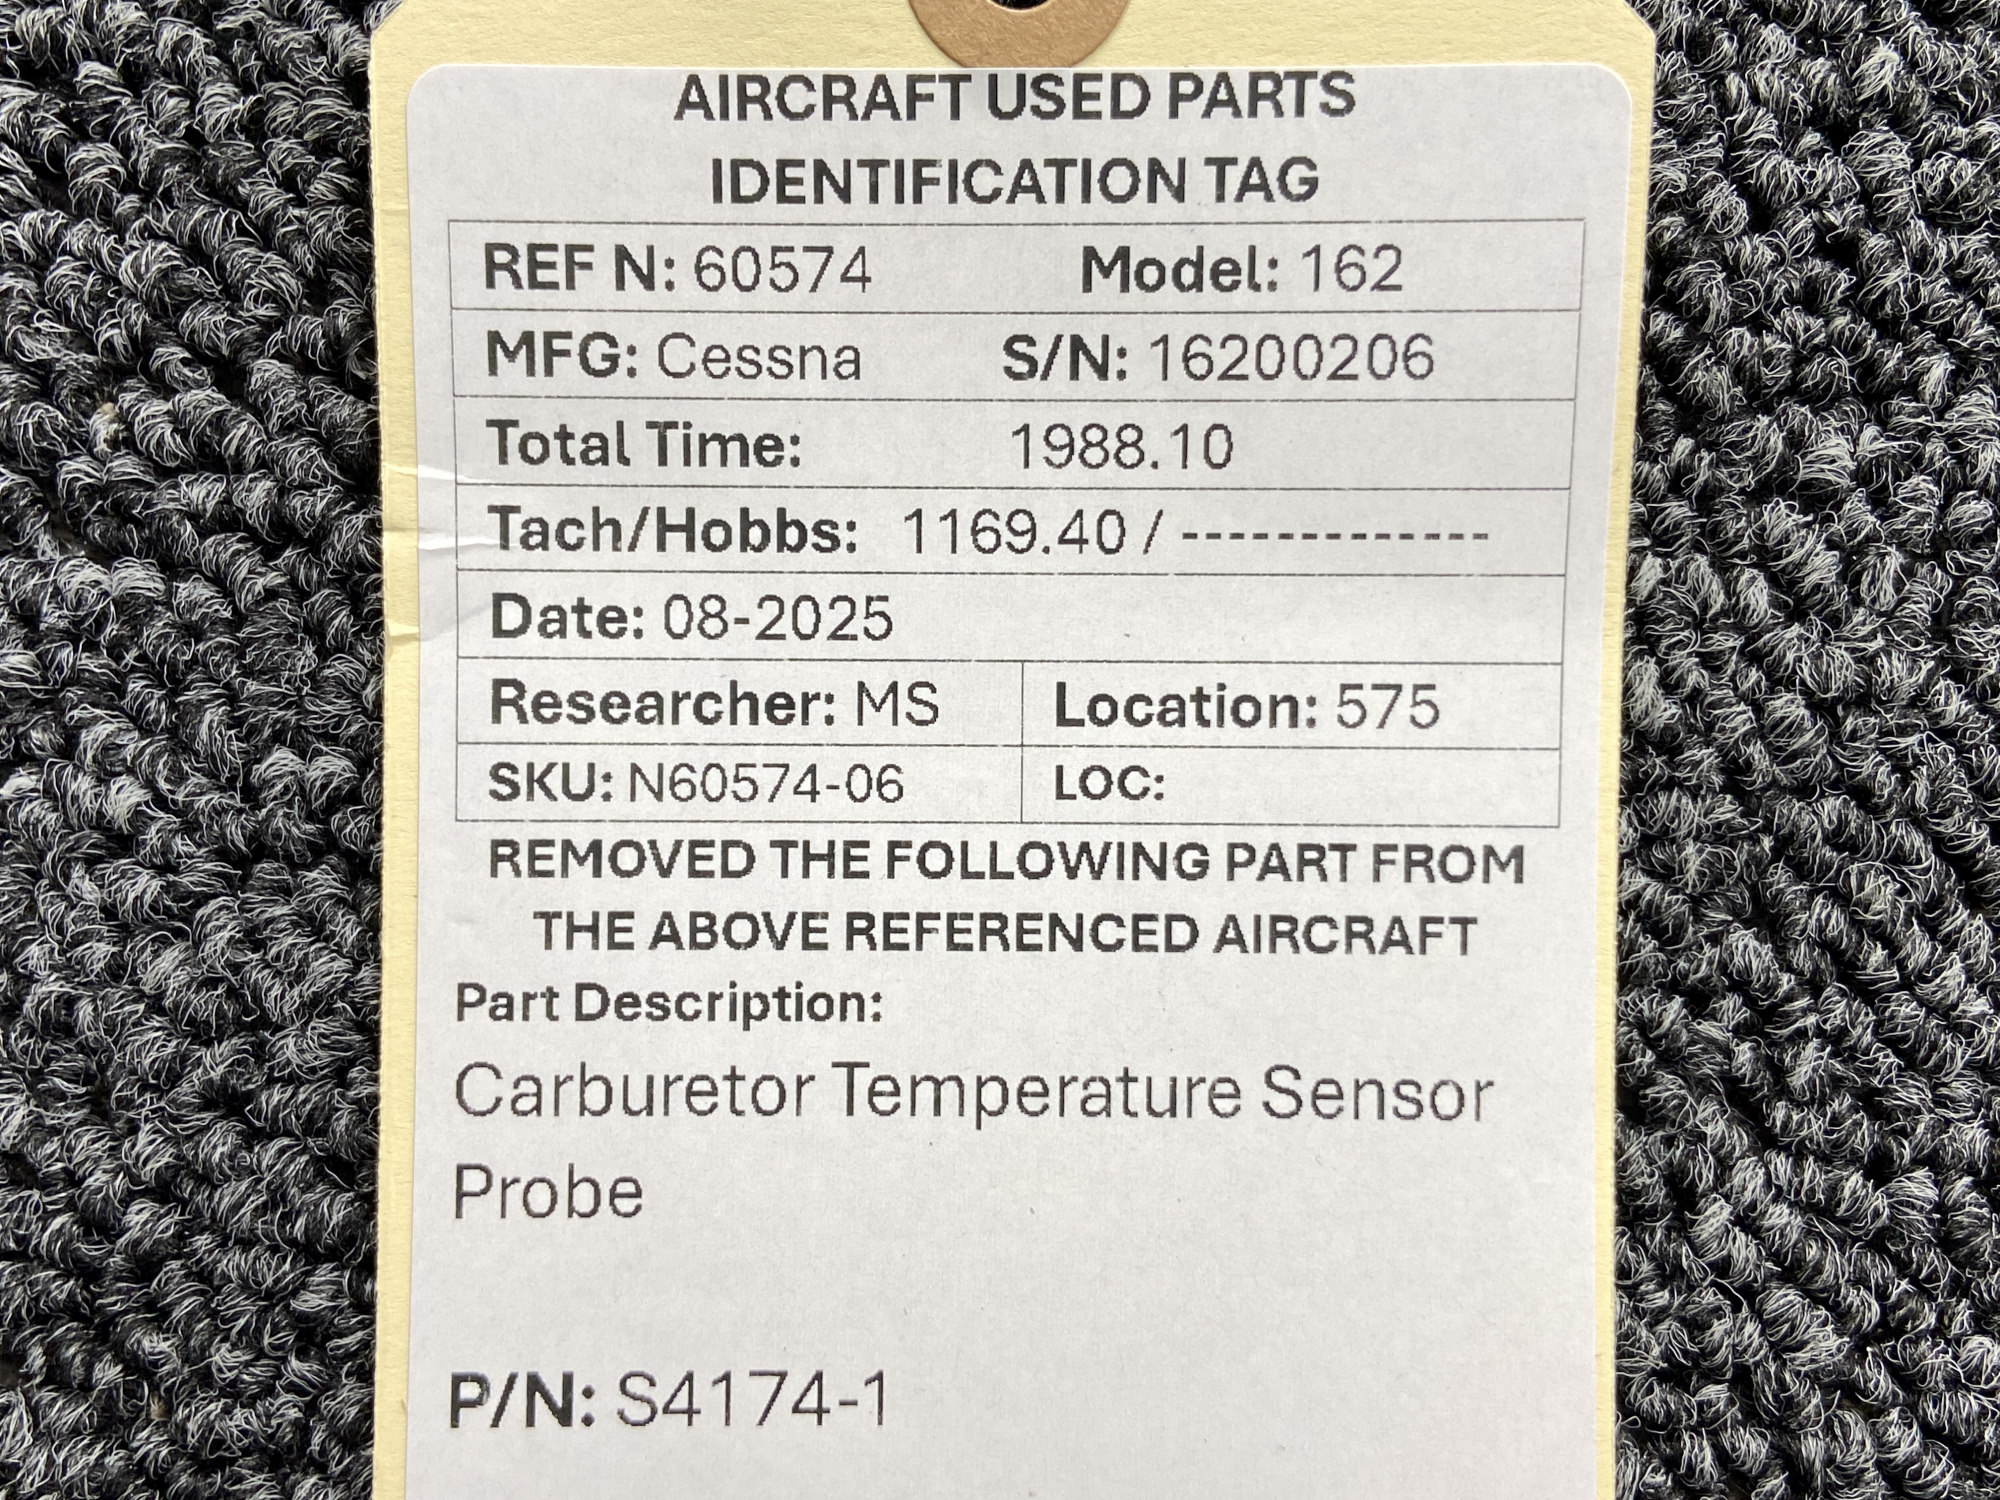 AIRCRAFT USED PARTS
IDENTIFICATION TAG
REF N: 60574 Model: 162
MFG: Cessna S/N: 16200206
Total Time: 1988.10
Tach/Hobbs: 1169.40 / -------------
Date: 08-2025
Researcher: MS Location: 575
SKU: N60574-06 LOC:
REMOVED THE FOLLOWING PART FROM
THE ABOVE REFERENCED AIRCRAFT
Part Description:
Carburetor Temperature Sensor
Probe
P/N: S4174-1